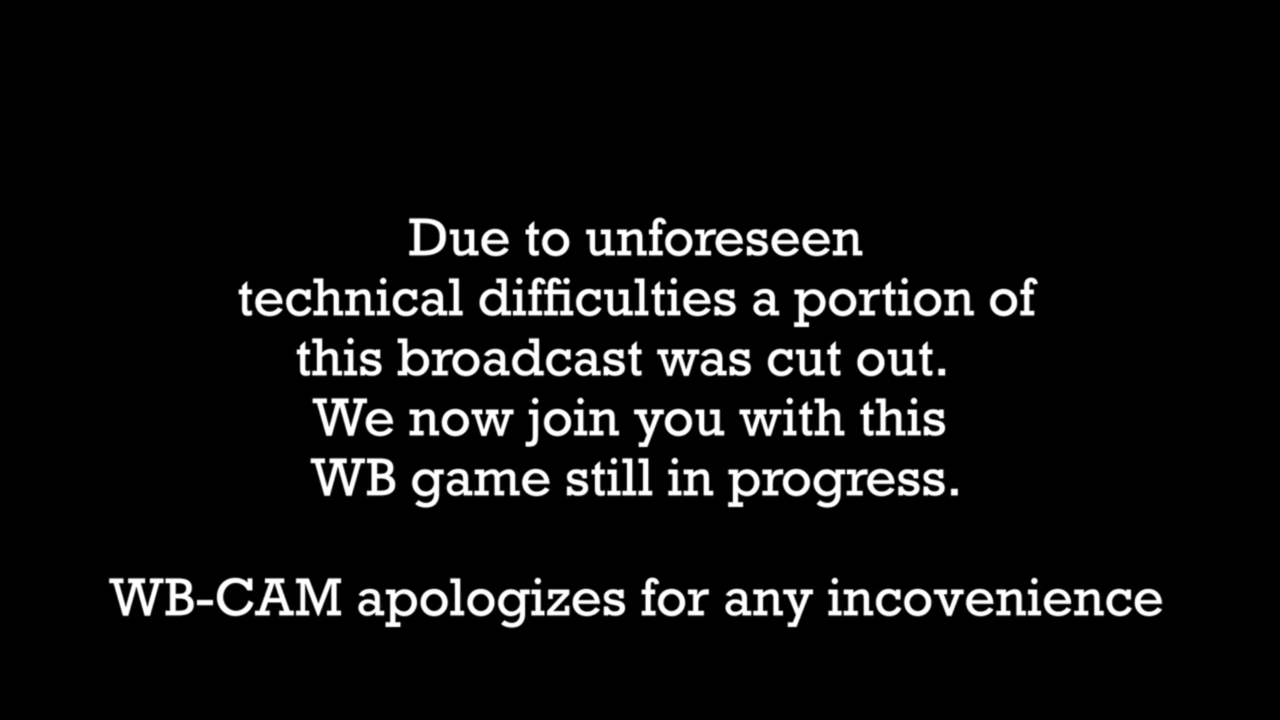 Due to unforeseen
technical difficulties a portion of
this broadcast was cut out.
We now join you with this
WB game still in progress.
WB-CAM apologizes for any incovenience